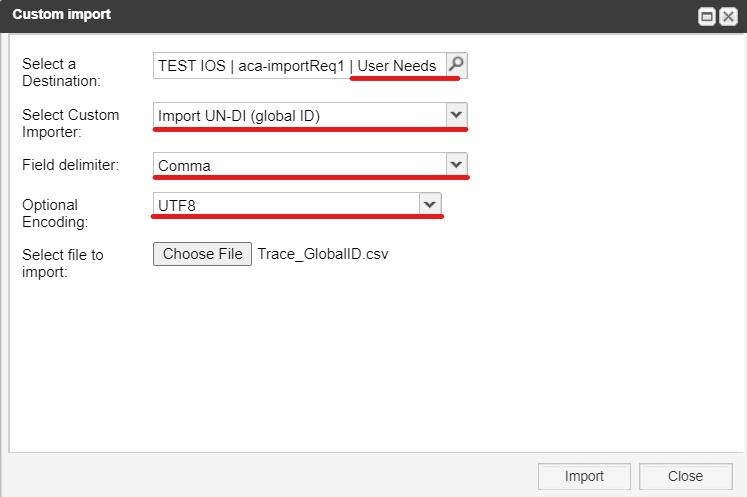 Custom import
Select a
Destination:
TEST IOS | aca-importReq1 | User Needs
Select Custom
Importer:
Import UN-DI (global ID)
Field delimiter:
Comma
Optional
Encoding:
UTF8
Select file to
import:
Choose File Trace_GlobalID.csv
Import Close